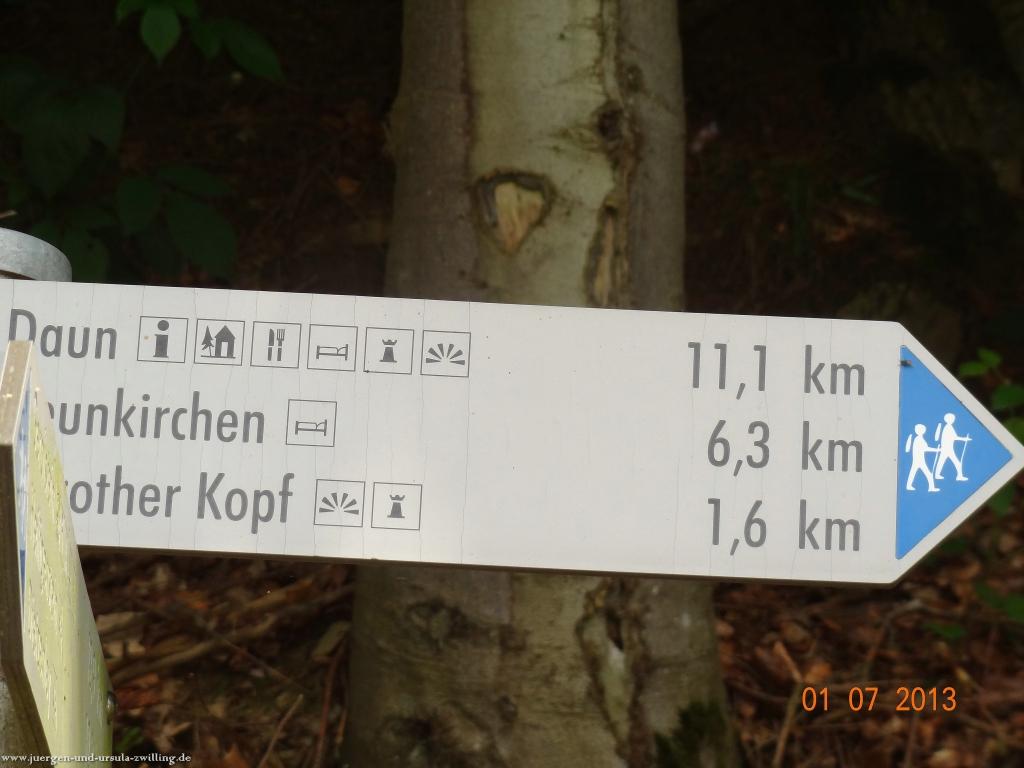 Daun 11,1 km
unkirchen 6,3 km
rother Kopf 1,6 km
01 07 2013
www.juergen-und-ursula-zwilling.de